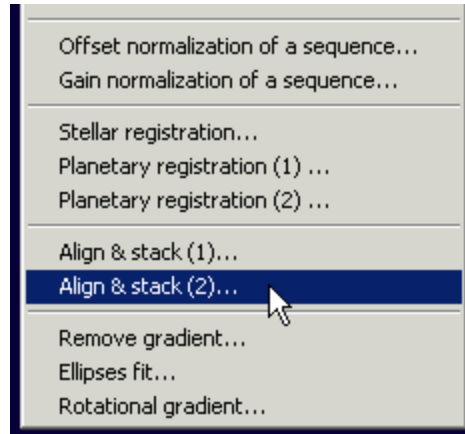 Offset normalization of a sequence...
Gain normalization of a sequence...
Stellar registration...
Planetary registration (1) ...
Planetary registration (2) ...
Align & stack (1)...
Align & stack (2)...
Remove gradient...
Ellipses fit...
Rotational gradient...